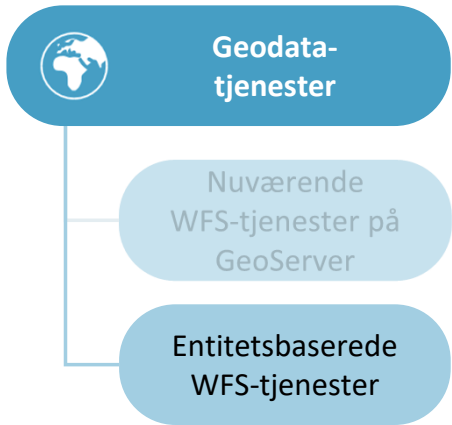 Geodata-
tjenester
Nuværende
WFS-tjenester på
GeoServer
Entitetsbaserede
WFS-tjenester